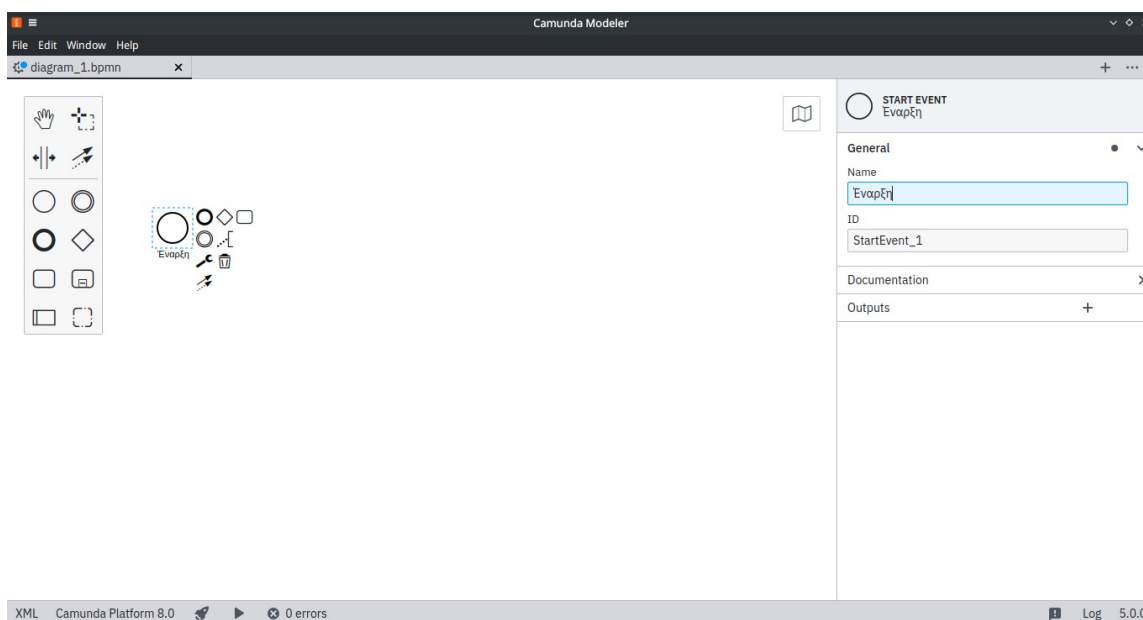 Camunda Modeler
File Edit Window Help
diagram_1.bpmn
START EVENT
Έναρξη
General
Name
Έναρξη
ID
StartEvent_1
Documentation
Outputs
Έναρξη
XML Camunda Platform 8.0 0 errors Log 5.0.0